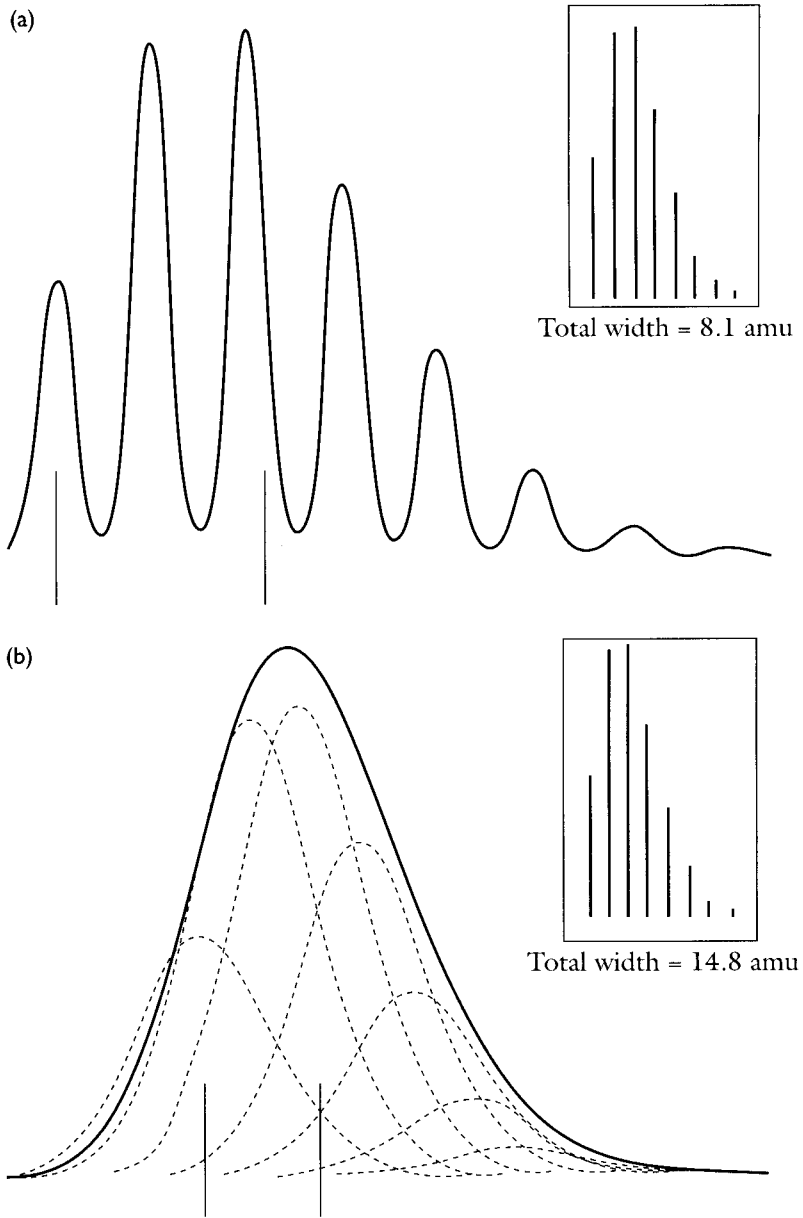 (a)
Total width = 8.1 amu
(b)
Total width = 14.8 amu